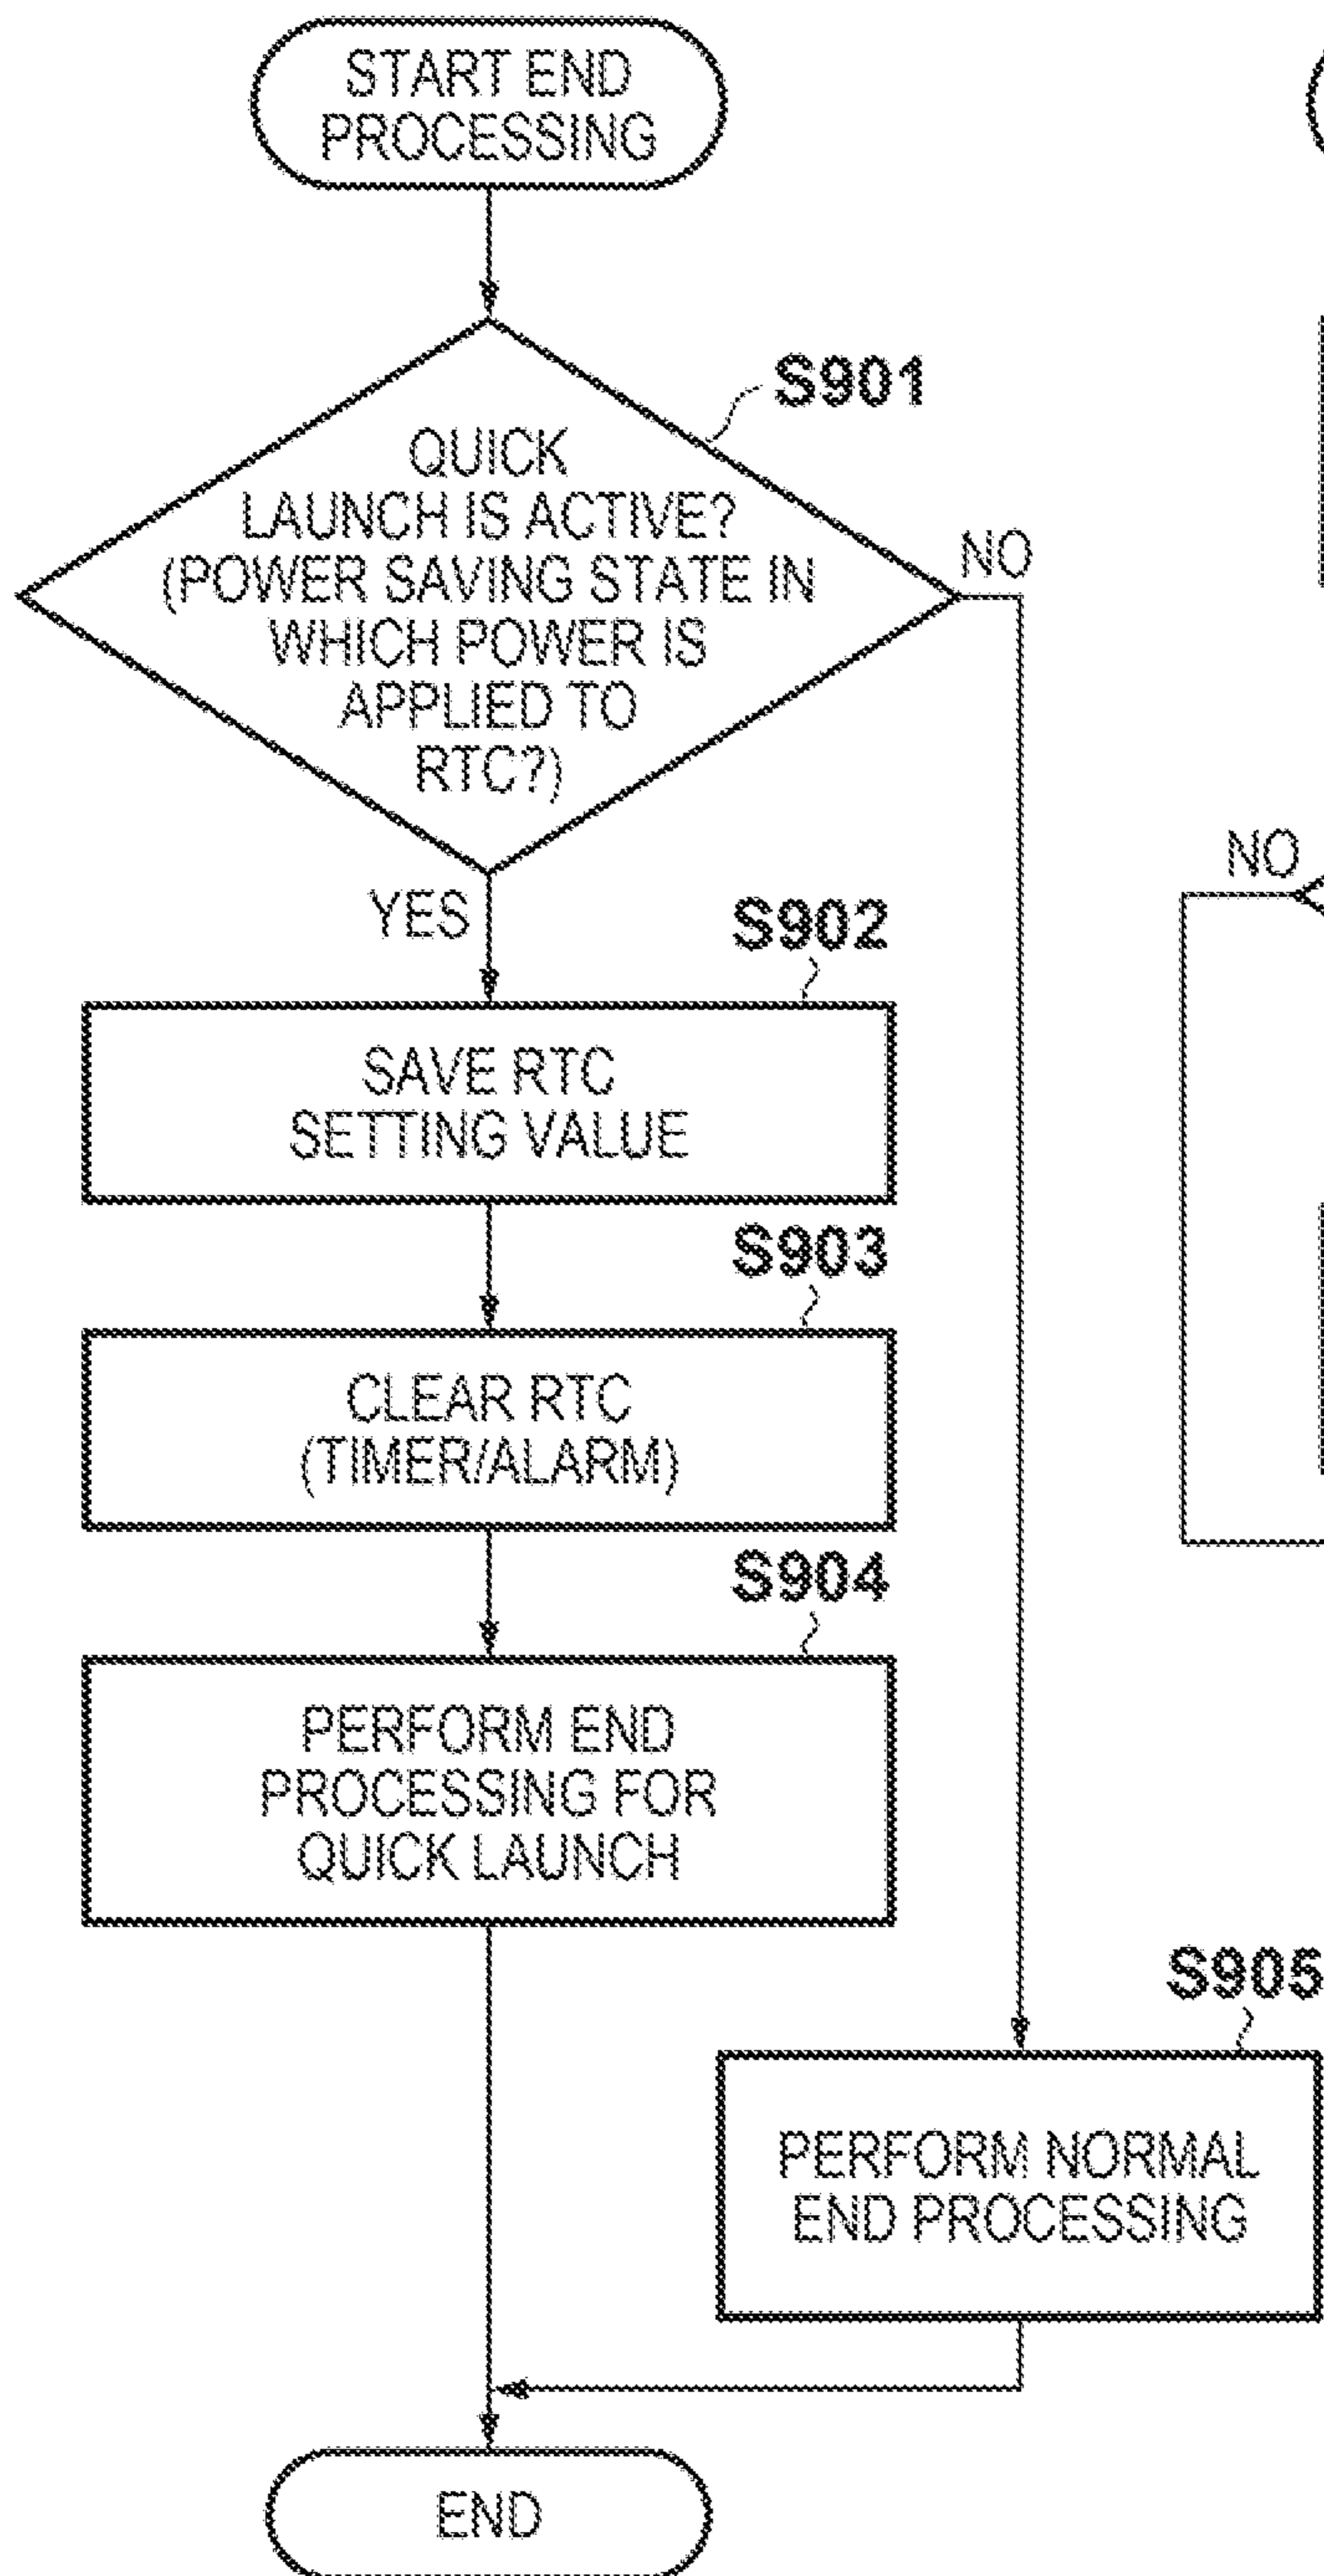 START END
PROCESSING
S901
QUICK
LAUNCH IS ACTIVE?
(POWER SAVING STATE IN
WHICH POWER IS
APPLIED TO
RTC?)
NO
YES
NO
S902
SAVE RTC
SETTING VALUE
S903
CLEAR RTC
(TIMER/ALARM)
S904
PERFORM END
PROCESSING FOR
QUICK LAUNCH
S905
PERFORM NORMAL
END PROCESSING
END